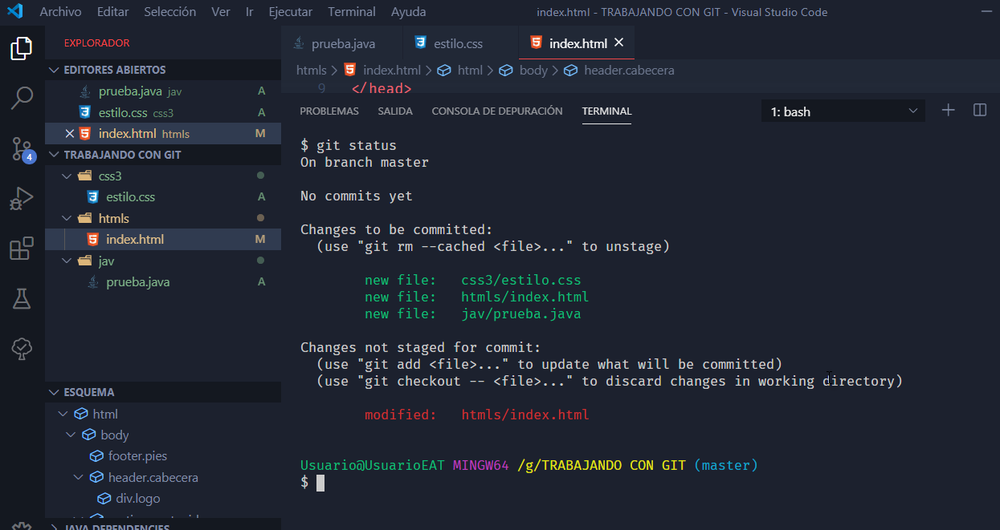 Archivo Editar Selección Ver Ir Ejecutar Terminal Ayuda index.html - TRABAJANDO CON GIT - Visual Studio Code
EXPLORADOR
EDITORES ABIERTOS
prueba.java jav A
estilo.css css3 A
index.html htmls M
4
TRABAJANDO CON GIT
css3
estilo.css A
htmls
index.html M
jav
prueba.java A
ESQUEMA
html
body
footer.pies
header.cabecera
div.logo
JAVA DEPENDENCIES
prueba.java estilo.css index.html
htmls > index.html > html > body > header.cabecera
9 </head>
PROBLEMAS SALIDA CONSOLA DE DEPURACIÓN TERMINAL 1: bash
$ git status
On branch master
No commits yet
Changes to be committed:
(use "git rm --cached <file>..." to unstage)
new file: css3/estilo.css
new file: htmls/index.html
new file: jav/prueba.java
Changes not staged for commit:
(use "git add <file>..." to update what will be committed)
(use "git checkout -- <file>..." to discard changes in working directory)
modified: htmls/index.html
Usuario@UsuarioEAT MINGW64 /g/TRABAJANDO CON GIT (master)
$